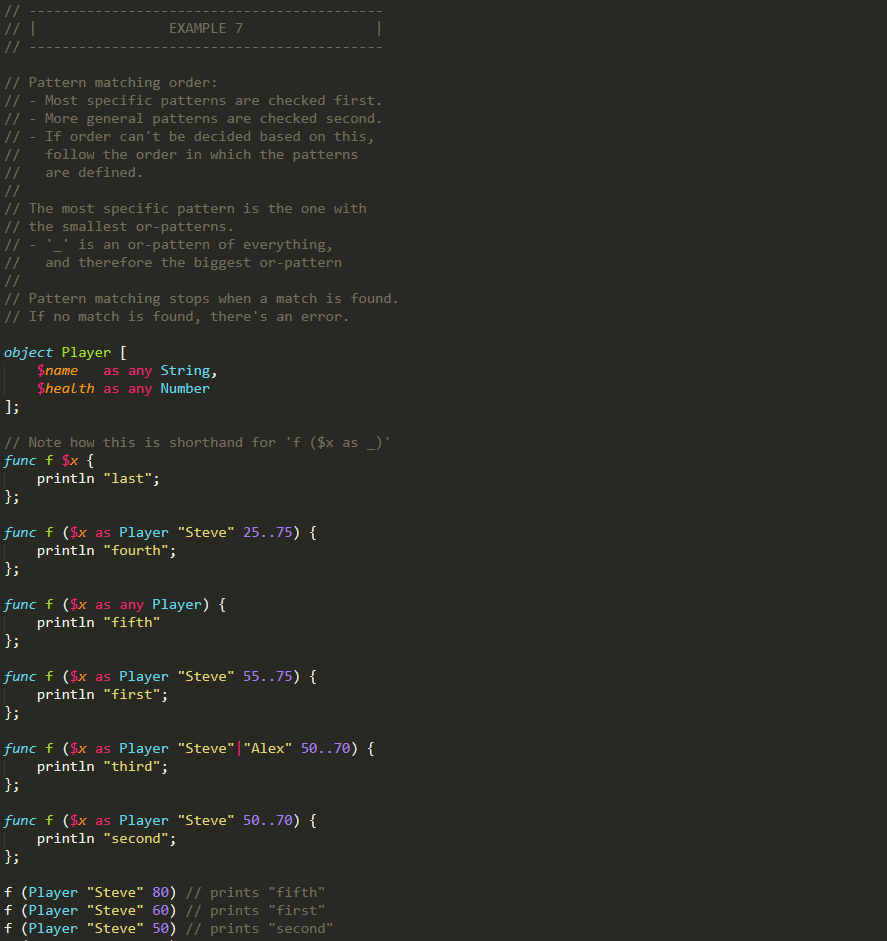 // -------------------------------------------
// |                EXAMPLE 7                |
// -------------------------------------------
// Pattern matching order:
// - Most specific patterns are checked first.
// - More general patterns are checked second.
// - If order can't be decided based on this,
//   follow the order in which the patterns
//   are defined.
//
// The most specific pattern is the one with
// the smallest or-patterns.
// - '_' is an or-pattern of everything,
//   and therefore the biggest or-pattern
//
// Pattern matching stops when a match is found.
// If no match is found, there's an error.
object Player [
    $name   as any String,
    $health as any Number
];
// Note how this is shorthand for 'f ($x as _)'
func f $x {
    println "last";
};
func f ($x as Player "Steve" 25..75) {
    println "fourth";
};
func f ($x as any Player) {
    println "fifth"
};
func f ($x as Player "Steve" 55..75) {
    println "first";
};
func f ($x as Player "Steve"|"Alex" 50..70) {
    println "third";
};
func f ($x as Player "Steve" 50..70) {
    println "second";
};
f (Player "Steve" 80) // prints "fifth"
f (Player "Steve" 60) // prints "first"
f (Player "Steve" 50) // prints "second"